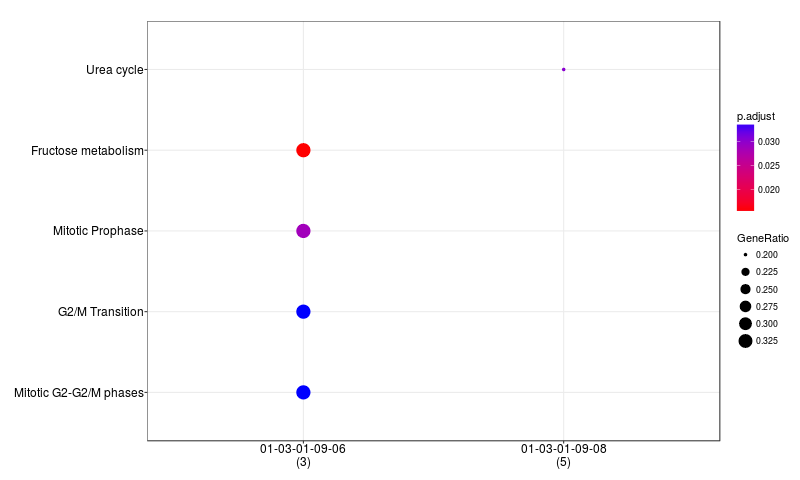 Urea cycle
Fructose metabolism
Mitotic Prophase
G2/M Transition
Mitotic G2-G2/M phases
01-03-01-09-06
(3)
01-03-01-09-08
(5)
p.adjust
0.030
0.025
0.020
GeneRatio
0.200
0.225
0.250
0.275
0.300
0.325